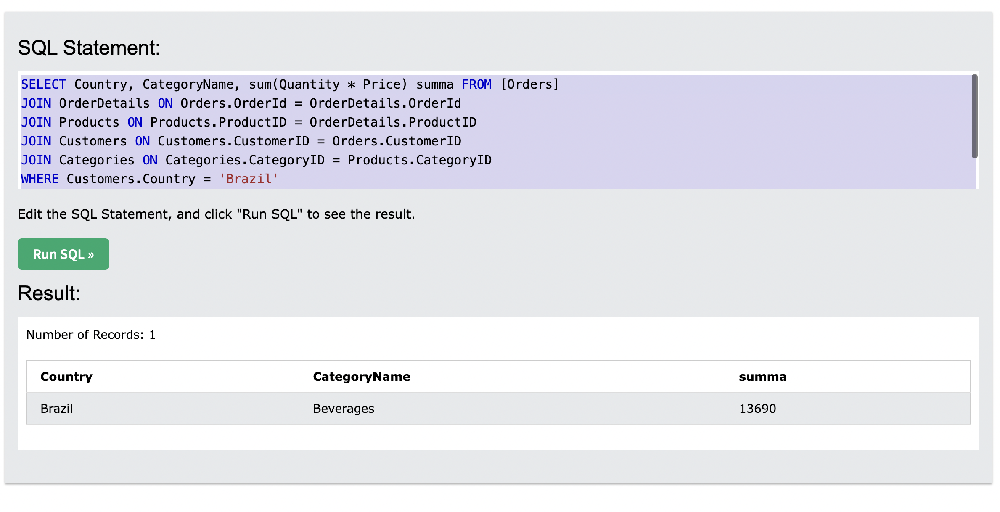 SQL Statement:
SELECT Country, CategoryName, sum(Quantity * Price) summa FROM [Orders]
JOIN OrderDetails ON Orders.OrderId = OrderDetails.OrderId
JOIN Products ON Products.ProductID = OrderDetails.ProductID
JOIN Customers ON Customers.CustomerID = Orders.CustomerID
JOIN Categories ON Categories.CategoryID = Products.CategoryID
WHERE Customers.Country = 'Brazil'
Edit the SQL Statement, and click "Run SQL" to see the result.
Run SQL »
Result:
Number of Records: 1
Country CategoryName summa
Brazil Beverages 13690